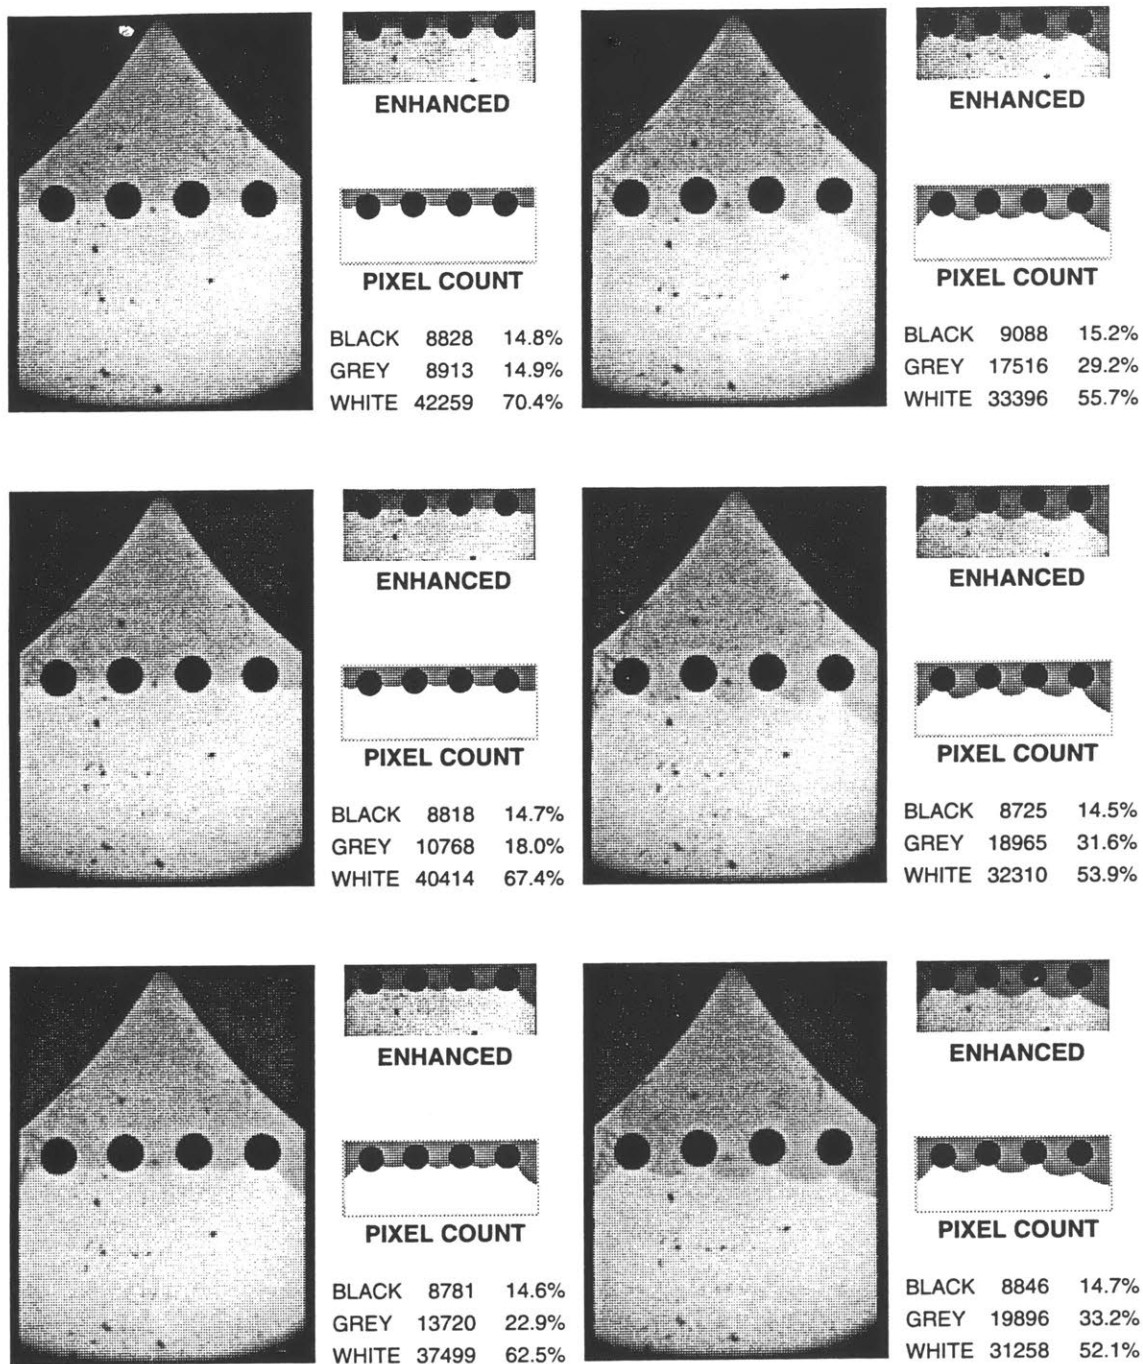 ENHANCED
PIXEL COUNT
BLACK 8828 14.8%
GREY 8913 14.9%
WHITE 42259 70.4%
ENHANCED
PIXEL COUNT
BLACK 9088 15.2%
GREY 17516 29.2%
WHITE 33396 55.7%
ENHANCED
PIXEL COUNT
BLACK 8818 14.7%
GREY 10768 18.0%
WHITE 40414 67.4%
ENHANCED
PIXEL COUNT
BLACK 8725 14.5%
GREY 18965 31.6%
WHITE 32310 53.9%
ENHANCED
PIXEL COUNT
BLACK 8781 14.6%
GREY 13720 22.9%
WHITE 37499 62.5%
ENHANCED
PIXEL COUNT
BLACK 8846 14.7%
GREY 19896 33.2%
WHITE 31258 52.1%